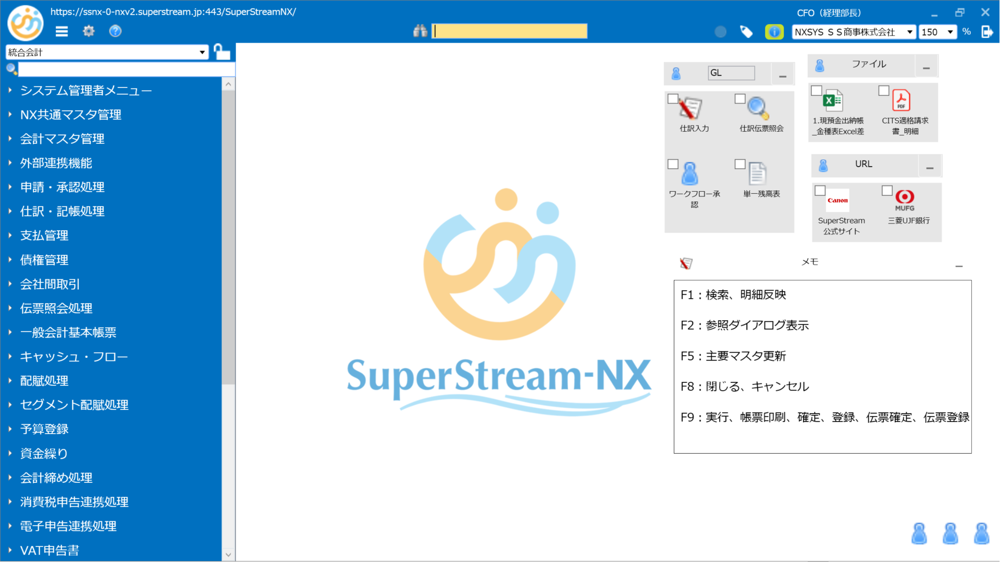 https://ssnx-0-nxv2.superstream.jp:443/SuperStreamNX/
CFO（経理部長）
NXSYS ＳＳ商事株式会社
150
%
統合会計
システム管理者メニュー
NX共通マスタ管理
会計マスタ管理
外部連携機能
申請・承認処理
仕訳・記帳処理
支払管理
債権管理
会社間取引
伝票照会処理
一般会計基本帳票
キャッシュ・フロー
配賦処理
セグメント配賦処理
予算登録
資金繰り
会計締め処理
消費税申告連携処理
電子申告連携処理
VAT申告書
SuperStream-NX
GL
仕訳入力
仕訳伝票照会
ワークフロー承
認
単一残高表
ファイル
1.現預金出納帳
_金種表Excel差
PDF
CITS適格請求
書_明細
URL
Canon
SuperStream
公式サイト
MUFG
三菱UJF銀行
メモ
F1：検索、明細反映
F2：参照ダイアログ表示
F5：主要マスタ更新
F8：閉じる、キャンセル
F9：実行、帳票印刷、確定、登録、伝票確定、伝票登録